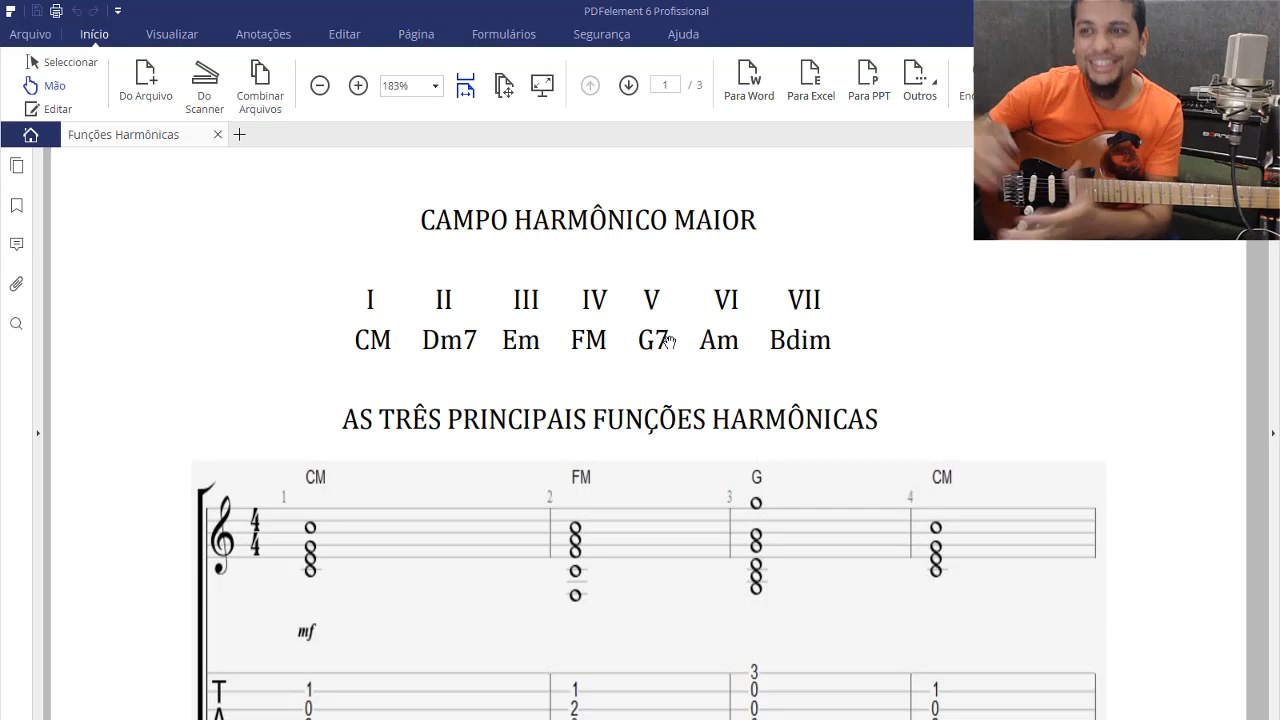 PDFelement 6 Profissional
Arquivo Início Visualizar Anotações Editar Página Formulários Segurança Ajuda
Selecionar
Mão
Editar
Do Arquivo
Do Scanner
Combinar Arquivos
183%
1 / 3
Para Word
Para Excel
Para PPT
Outros
Funções Harmônicas
CAMPO HARMÔNICO MAIOR
I II III IV V VI VII
CM Dm7 Em FM G7 Am Bdim
AS TRÊS PRINCIPAIS FUNÇÕES HARMÔNICAS
CM FM G CM
1 2 3 4
4
4
mf
3
T 1 1 0 1
0 2 0 0